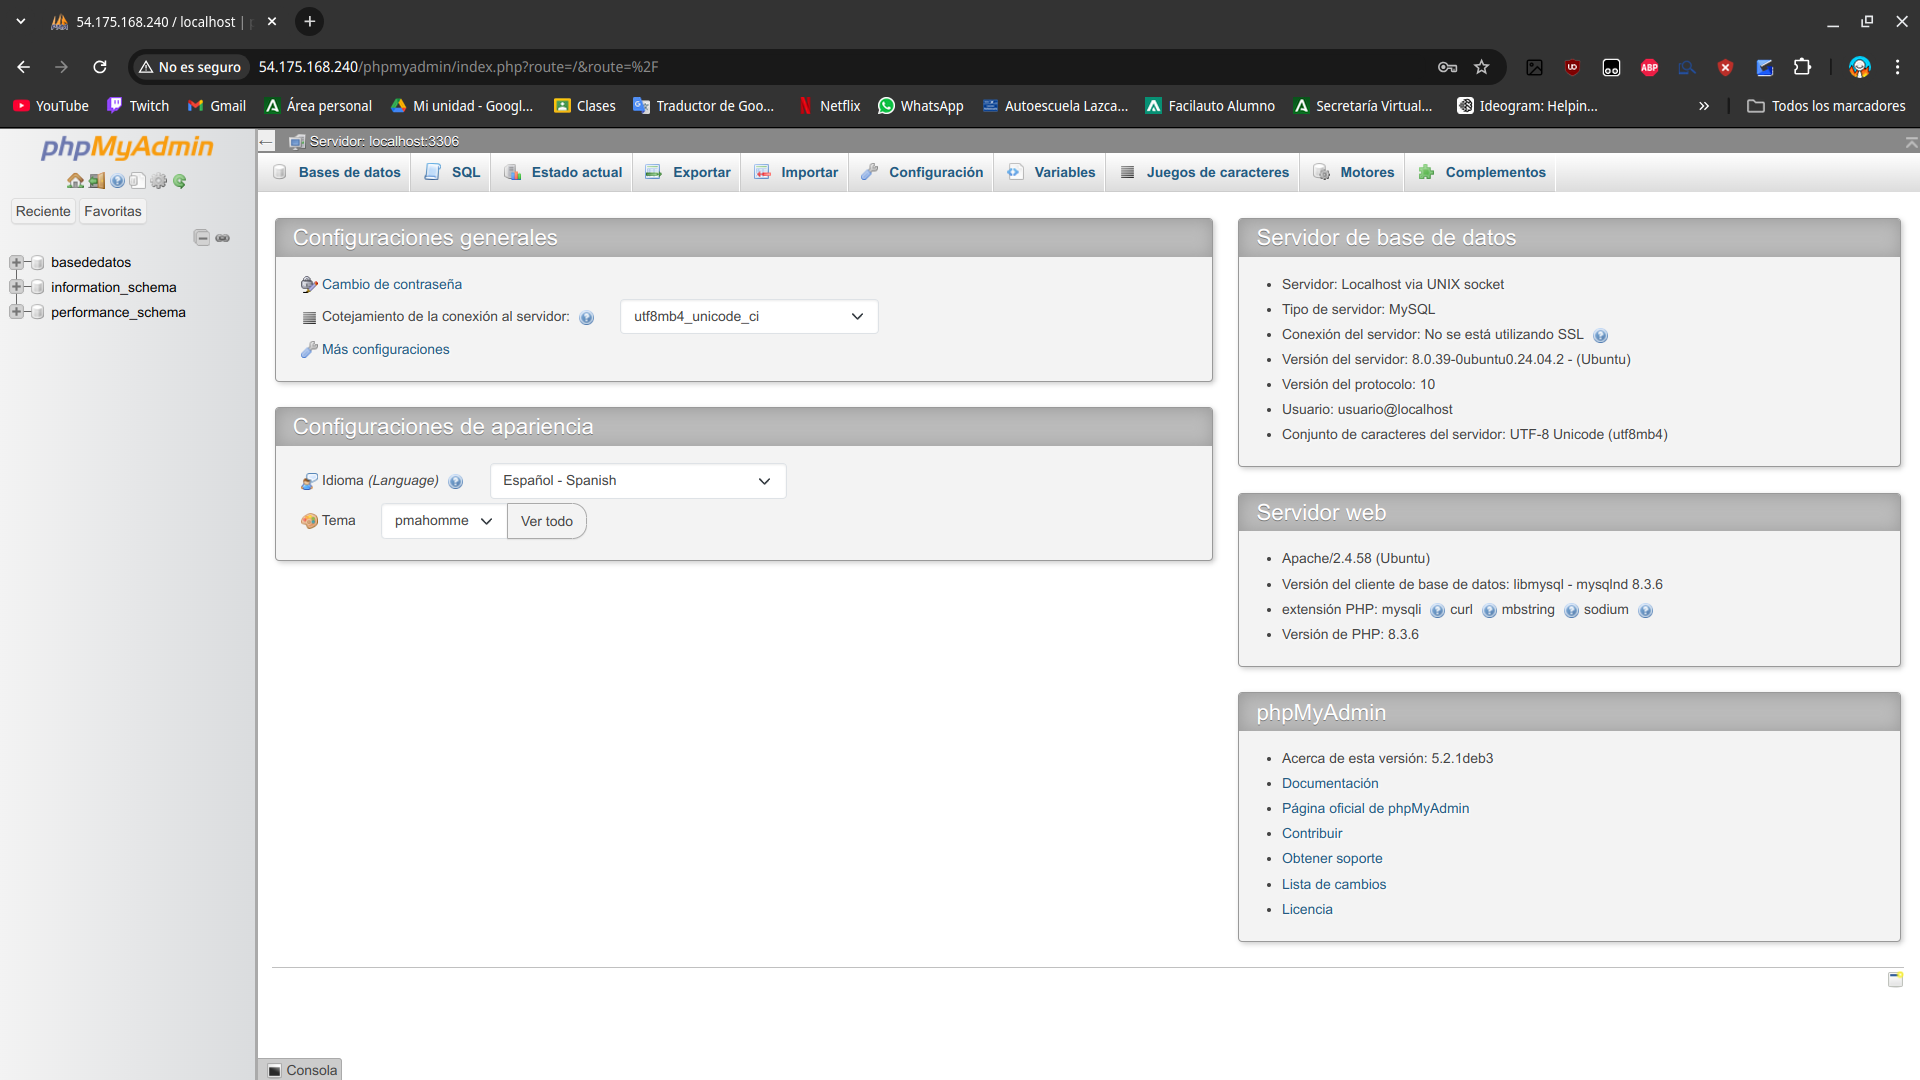 54.175.168.240 / localhost |
No es seguro
54.175.168.240/phpmyadmin/index.php?route=/&route=%2F
YouTube
Twitch
Gmail
Área personal
Mi unidad - Googl...
Clases
Traductor de Goo...
Netflix
WhatsApp
Autoescuela Lazca...
Facilauto Alumno
Secretaría Virtual...
Ideogram: Helpin...
»
Todos los marcadores
phpMyAdmin
Reciente
Favoritas
basededatos
information_schema
performance_schema
Servidor: localhost:3306
Bases de datos
SQL
Estado actual
Exportar
Importar
Configuración
Variables
Juegos de caracteres
Motores
Complementos
Configuraciones generales
Cambio de contraseña
Cotejamiento de la conexión al servidor:
utf8mb4_unicode_ci
Más configuraciones
Configuraciones de apariencia
Idioma (Language)
Español - Spanish
Tema
pmahomme
Ver todo
Servidor de base de datos
Servidor: Localhost via UNIX socket
Tipo de servidor: MySQL
Conexión del servidor: No se está utilizando SSL
Versión del servidor: 8.0.39-0ubuntu0.24.04.2 - (Ubuntu)
Versión del protocolo: 10
Usuario: usuario@localhost
Conjunto de caracteres del servidor: UTF-8 Unicode (utf8mb4)
Servidor web
Apache/2.4.58 (Ubuntu)
Versión del cliente de base de datos: libmysql - mysqlnd 8.3.6
extensión PHP: mysqli curl mbstring sodium
Versión de PHP: 8.3.6
phpMyAdmin
Acerca de esta versión: 5.2.1deb3
Documentación
Página oficial de phpMyAdmin
Contribuir
Obtener soporte
Lista de cambios
Licencia
Consola